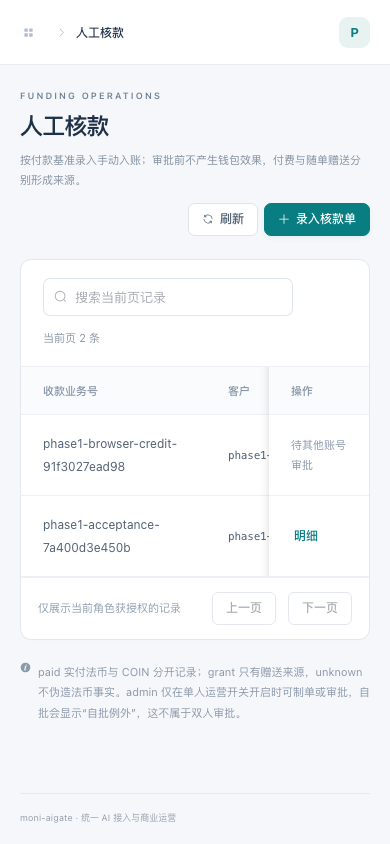 人工核款
P
FUNDING OPERATIONS
人工核款
按付款基准录入手动入账；审批前不产生钱包效果，付费与随单赠送分
别形成来源。
刷新
录入核款单
搜索当前页记录
当前页 2 条
收款业务号 客户 操作
phase1-browser-credit-
91f3027ead98
phase1-
待其他账号
审批
phase1-acceptance-
7a400d3e450b
phase1-
明细
仅展示当前角色获授权的记录
上一页
下一页
paid 实付法币与 COIN 分开记录；grant 只有赠送来源，unknown
不伪造法币事实。admin 仅在单人运营开关开启时可制单或审批，自
批会显示“自批例外”，这不属于双人审批。
moni-aigate · 统一 AI 接入与商业运营